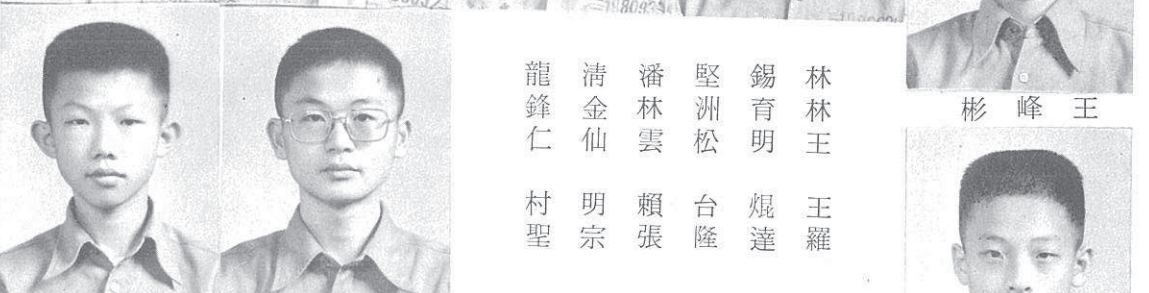 王峰彬
林錫堅潘清龍
林育洲林金鋒
王明松雲仙仁
王焜台賴明村
羅達隆張宗聖